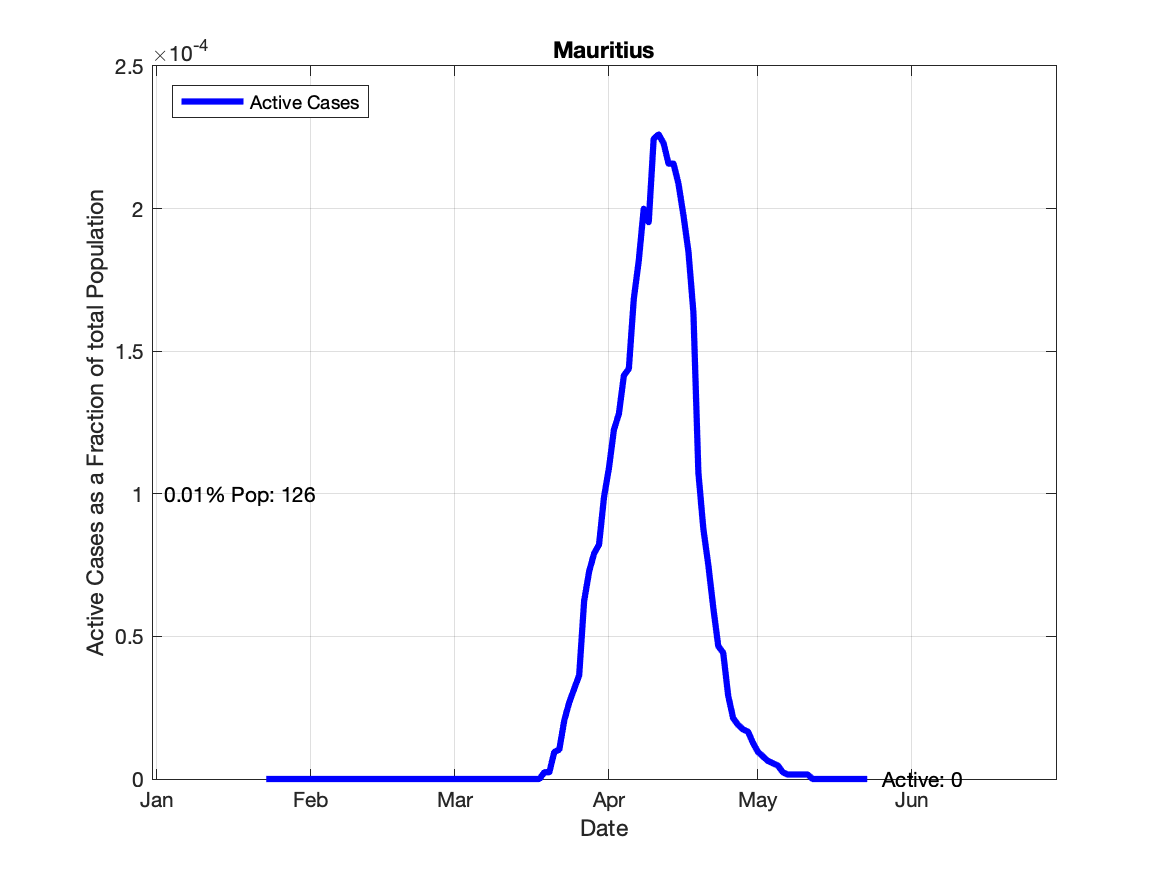 Mauritius
×10-4
2.5
2
1.5
1
0.5
0
Active Cases as a Fraction of total Population
Active Cases
0.01% Pop: 126
Active: 0
Jan
Feb
Mar
Apr
May
Jun
Date